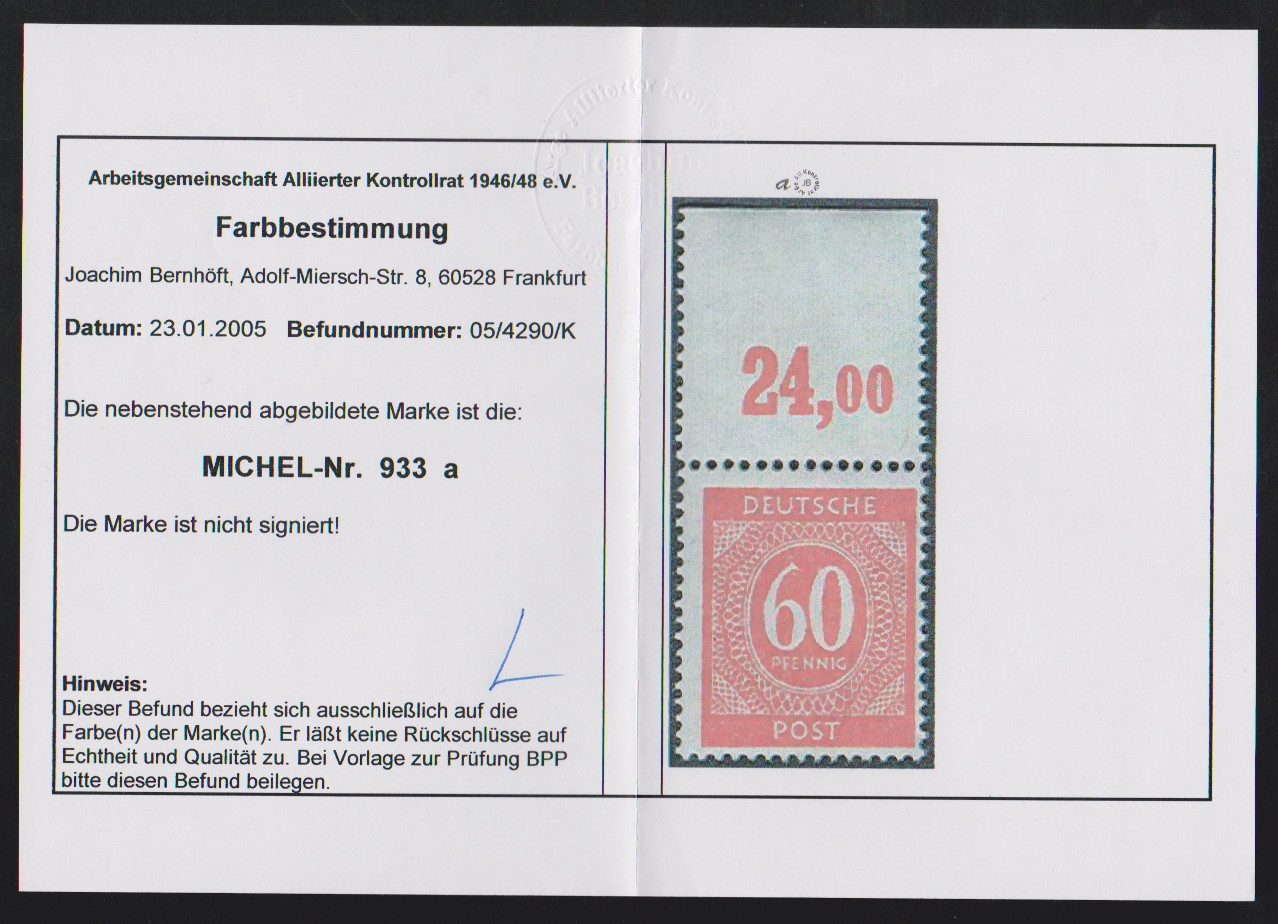 Arbeitsgemeinschaft Alliierter Kontrollrat 1946/48 e.V.
Farbbestimmung
Joachim Bernhöft, Adolf-Miersch-Str. 8, 60528 Frankfurt
Datum: 23.01.2005 Befundnummer: 05/4290/K
Die nebenstehend abgebildete Marke ist die:
MICHEL-Nr. 933 a
Die Marke ist nicht signiert!
Hinweis:
Dieser Befund bezieht sich ausschließlich auf die
Farbe(n) der Marke(n). Er läßt keine Rückschlüsse auf
Echtheit und Qualität zu. Bei Vorlage zur Prüfung BPP
bitte diesen Befund beilegen.
Alliierter
Joachim
a
JB
24,00
DEUTSCHE
60
PFENNIG
POST